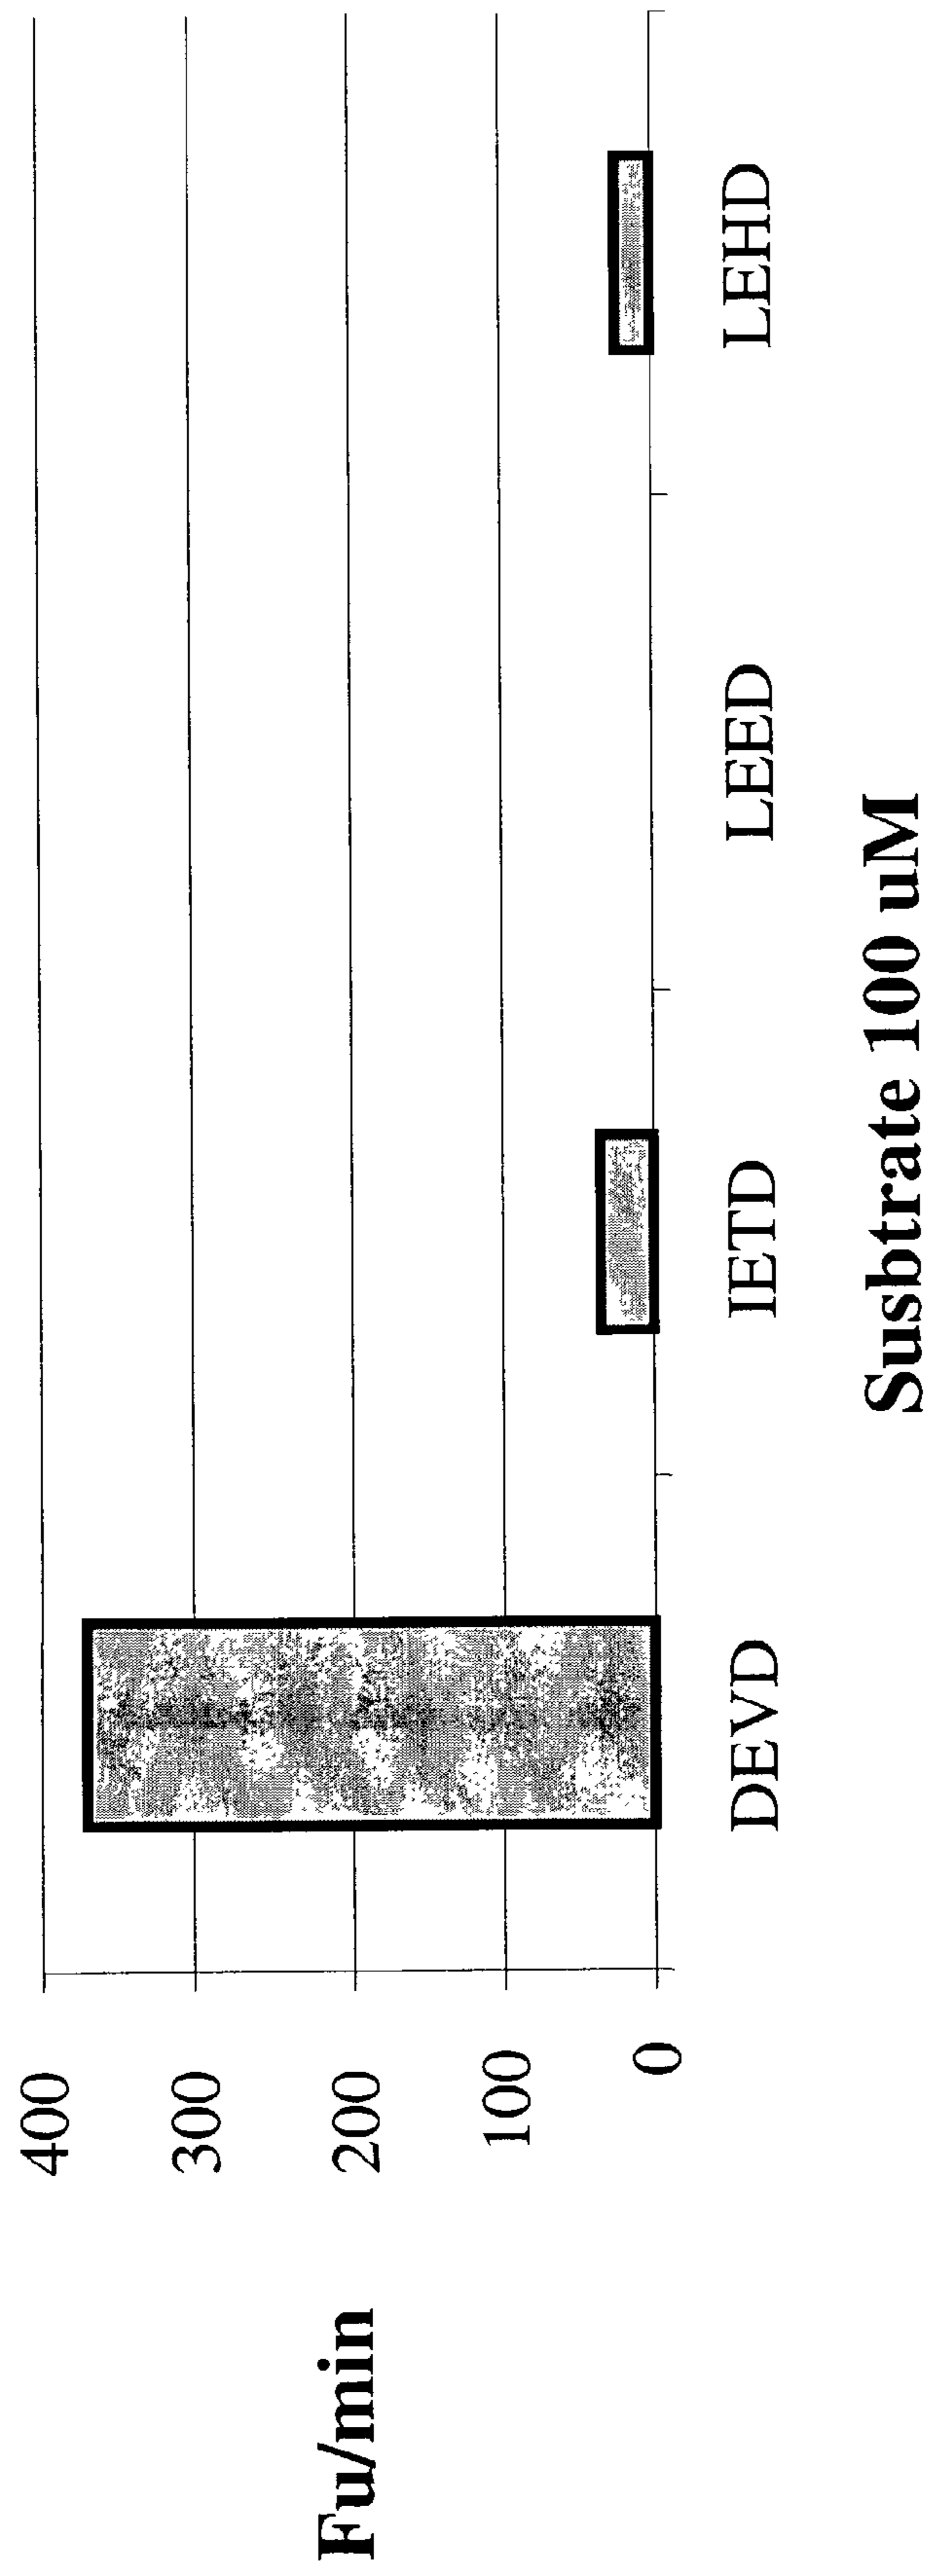 Fu/min
400
300
200
100
0
DEVD IETD LEED LEHD
Susbtrate 100 uM